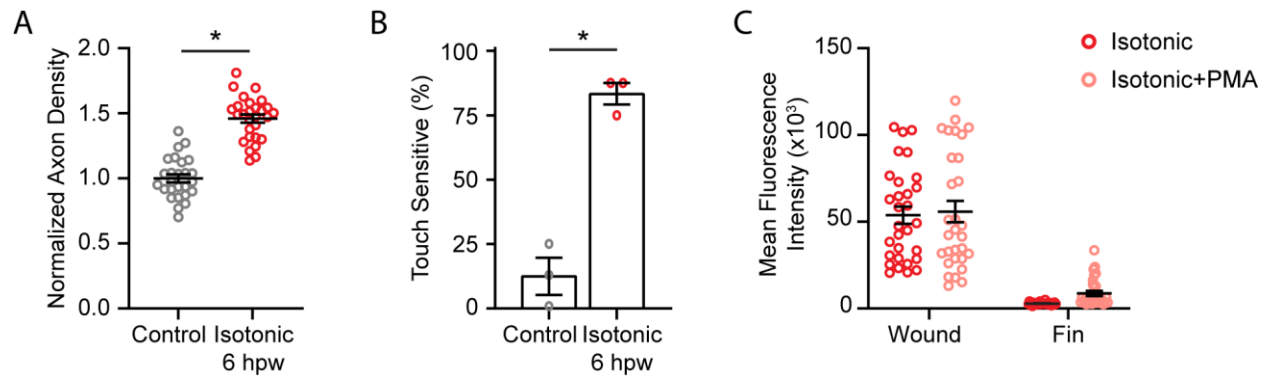 A
Normalized Axon Density
2.0
1.5
1.0
0.5
0.0
*
Control
Isotonic
6 hpw
B
Touch Sensitive (%)
100
75
50
25
0
*
Control
Isotonic
6 hpw
C
Mean Fluorescence
Intensity (x10³)
150
100
50
0
Wound
Fin
Isotonic
Isotonic+PMA